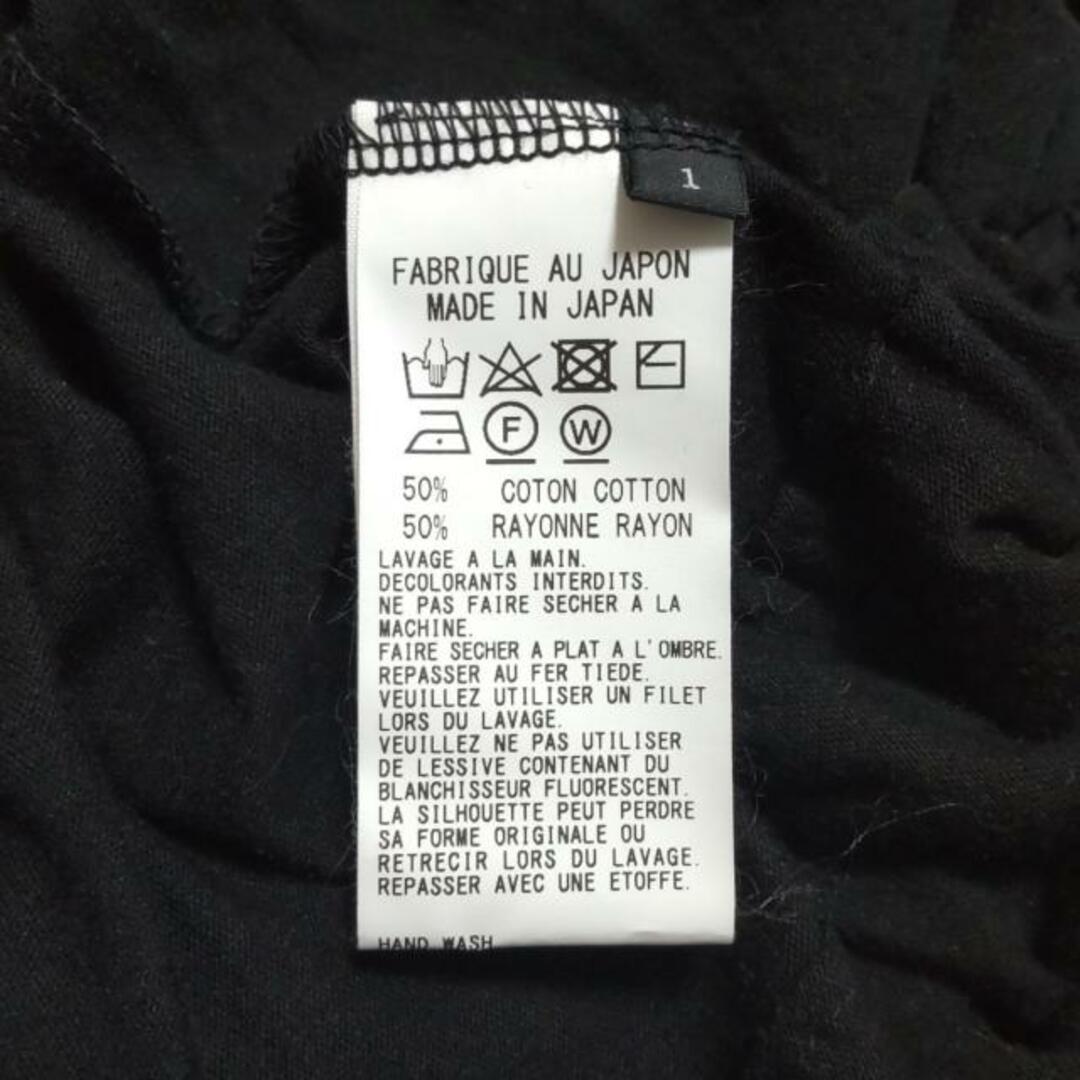 1
FABRIQUE AU JAPON
MADE IN JAPAN
F W
50% COTON COTTON
50% RAYONNE RAYON
LAVAGE A LA MAIN.
DECOLORANTS INTERDITS.
NE PAS FAIRE SECHER A LA
MACHINE.
FAIRE SECHER A PLAT A L'OMBRE.
REPASSER AU FER TIEDE.
VEUILLEZ UTILISER UN FILET
LORS DU LAVAGE.
VEUILLEZ NE PAS UTILISER
DE LESSIVE CONTENANT DU
BLANCHISSEUR FLUORESCENT.
LA SILHOUETTE PEUT PERDRE
SA FORME ORIGINALE OU
RETRECIR LORS DU LAVAGE.
REPASSER AVEC UNE ETOFFE.
HAND WASH